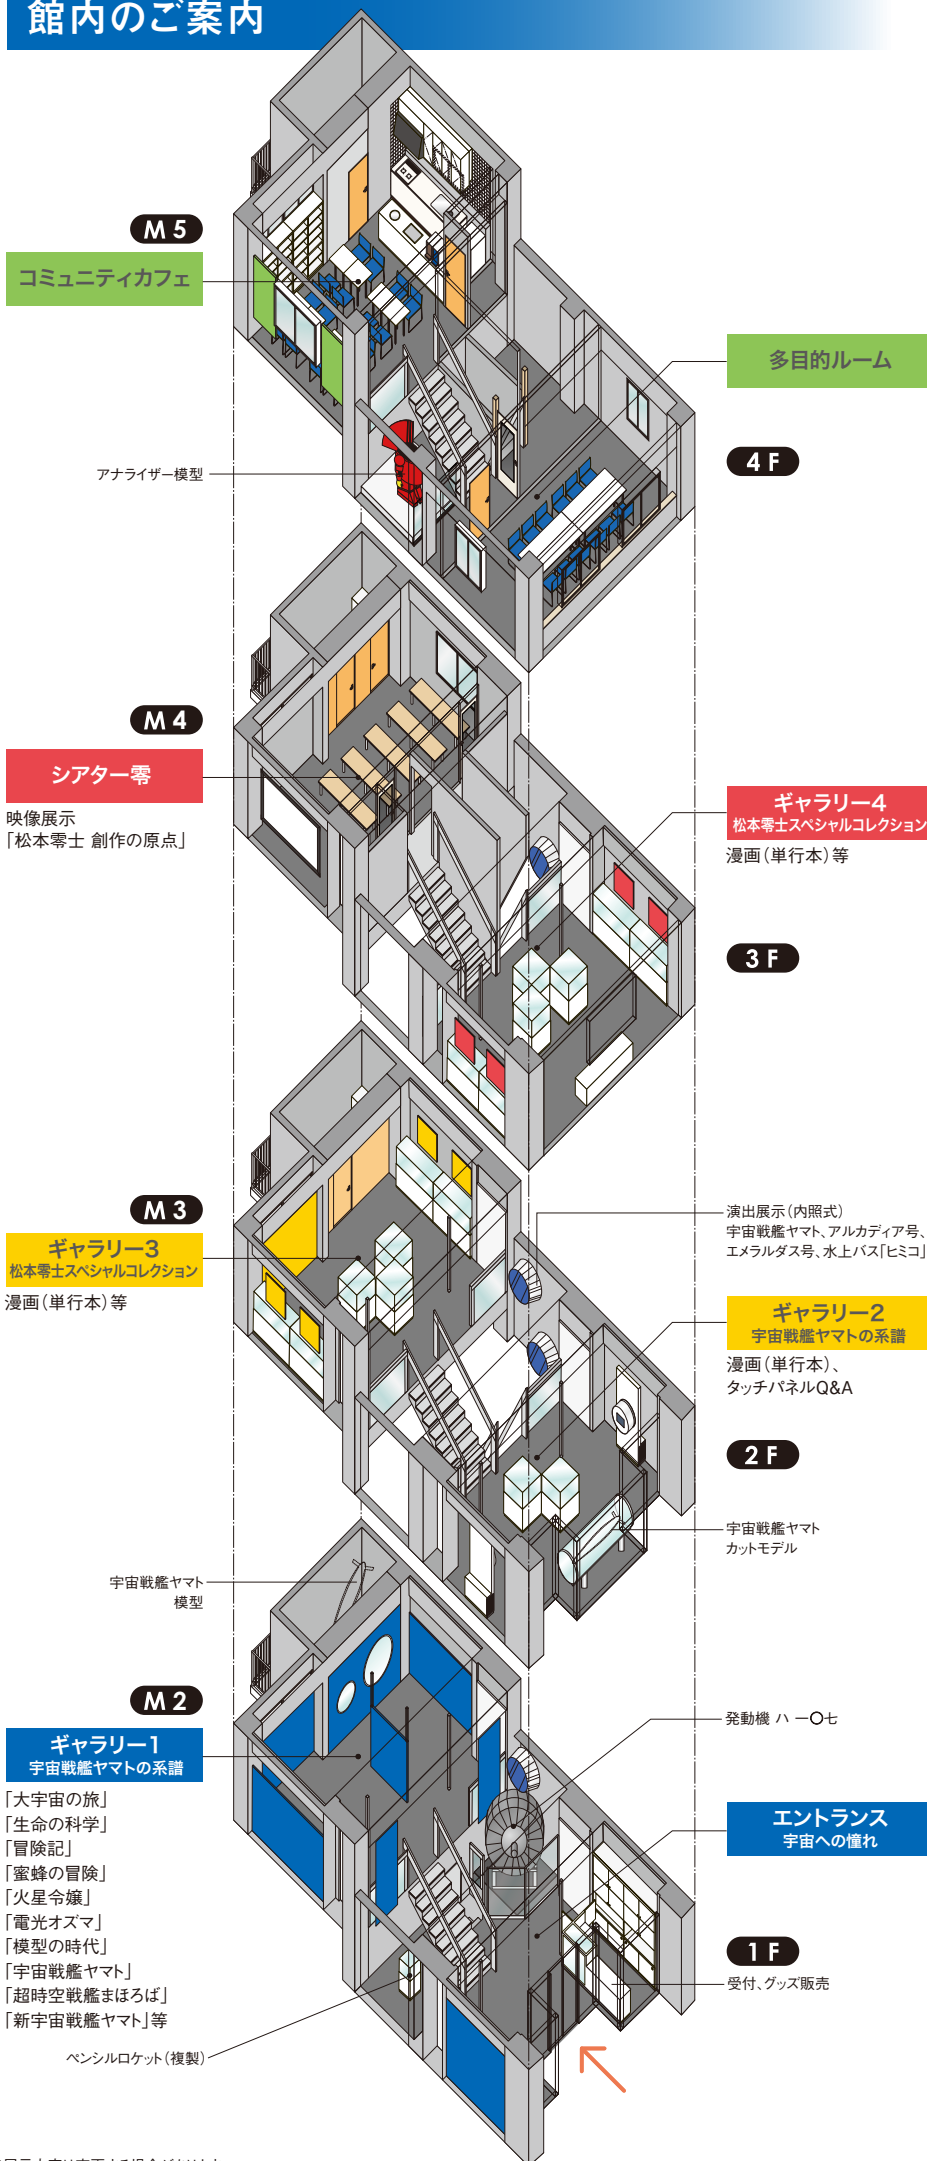 館内のご案内
M 5
コミュニティカフェ
多目的ルーム
4 F
アナライザー模型
M 4
シアター零
映像展示
「松本零士 創作の原点」
ギャラリー4
松本零士スペシャルコレクション
漫画(単行本)等
3 F
M 3
ギャラリー3
松本零士スペシャルコレクション
漫画(単行本)等
演出展示(内照式)
宇宙戦艦ヤマト、アルカディア号、
エメラルダス号、水上バス「ヒミコ」
ギャラリー2
宇宙戦艦ヤマトの系譜
漫画(単行本)、
タッチパネルQ&A
2 F
宇宙戦艦ヤマト
カットモデル
宇宙戦艦ヤマト
模型
M 2
ギャラリー1
宇宙戦艦ヤマトの系譜
「大宇宙の旅」
「生命の科学」
「冒険記」
「蜜蜂の冒険」
「火星令嬢」
「電光オズマ」
「模型の時代」
「宇宙戦艦ヤマト」
「超時空戦艦まほろば」
「新宇宙戦艦ヤマト」等
発動機 ハ 一〇七
エントランス
宇宙への憧れ
1 F
受付、グッズ販売
ペンシルロケット(複製)